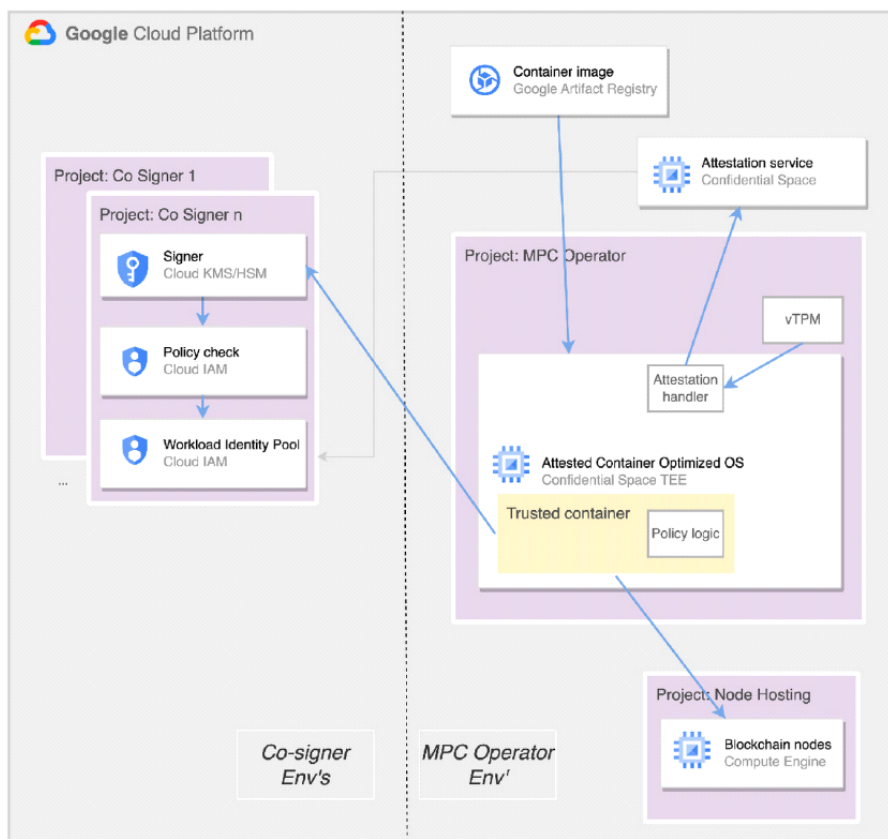 Google Cloud Platform
Container image
Google Artifact Registry
Attestation service
Confidential Space
Project: Co Signer 1
Project: Co Signer n
Signer
Cloud KMS/HSM
Policy check
Cloud IAM
Workload Identity Pool
Cloud IAM
...
Project: MPC Operator
vTPM
Attestation
handler
Attested Container Optimized OS
Confidential Space TEE
Trusted container
Policy logic
Project: Node Hosting
Blockchain nodes
Compute Engine
Co-signer
Env's
MPC Operator
Env'